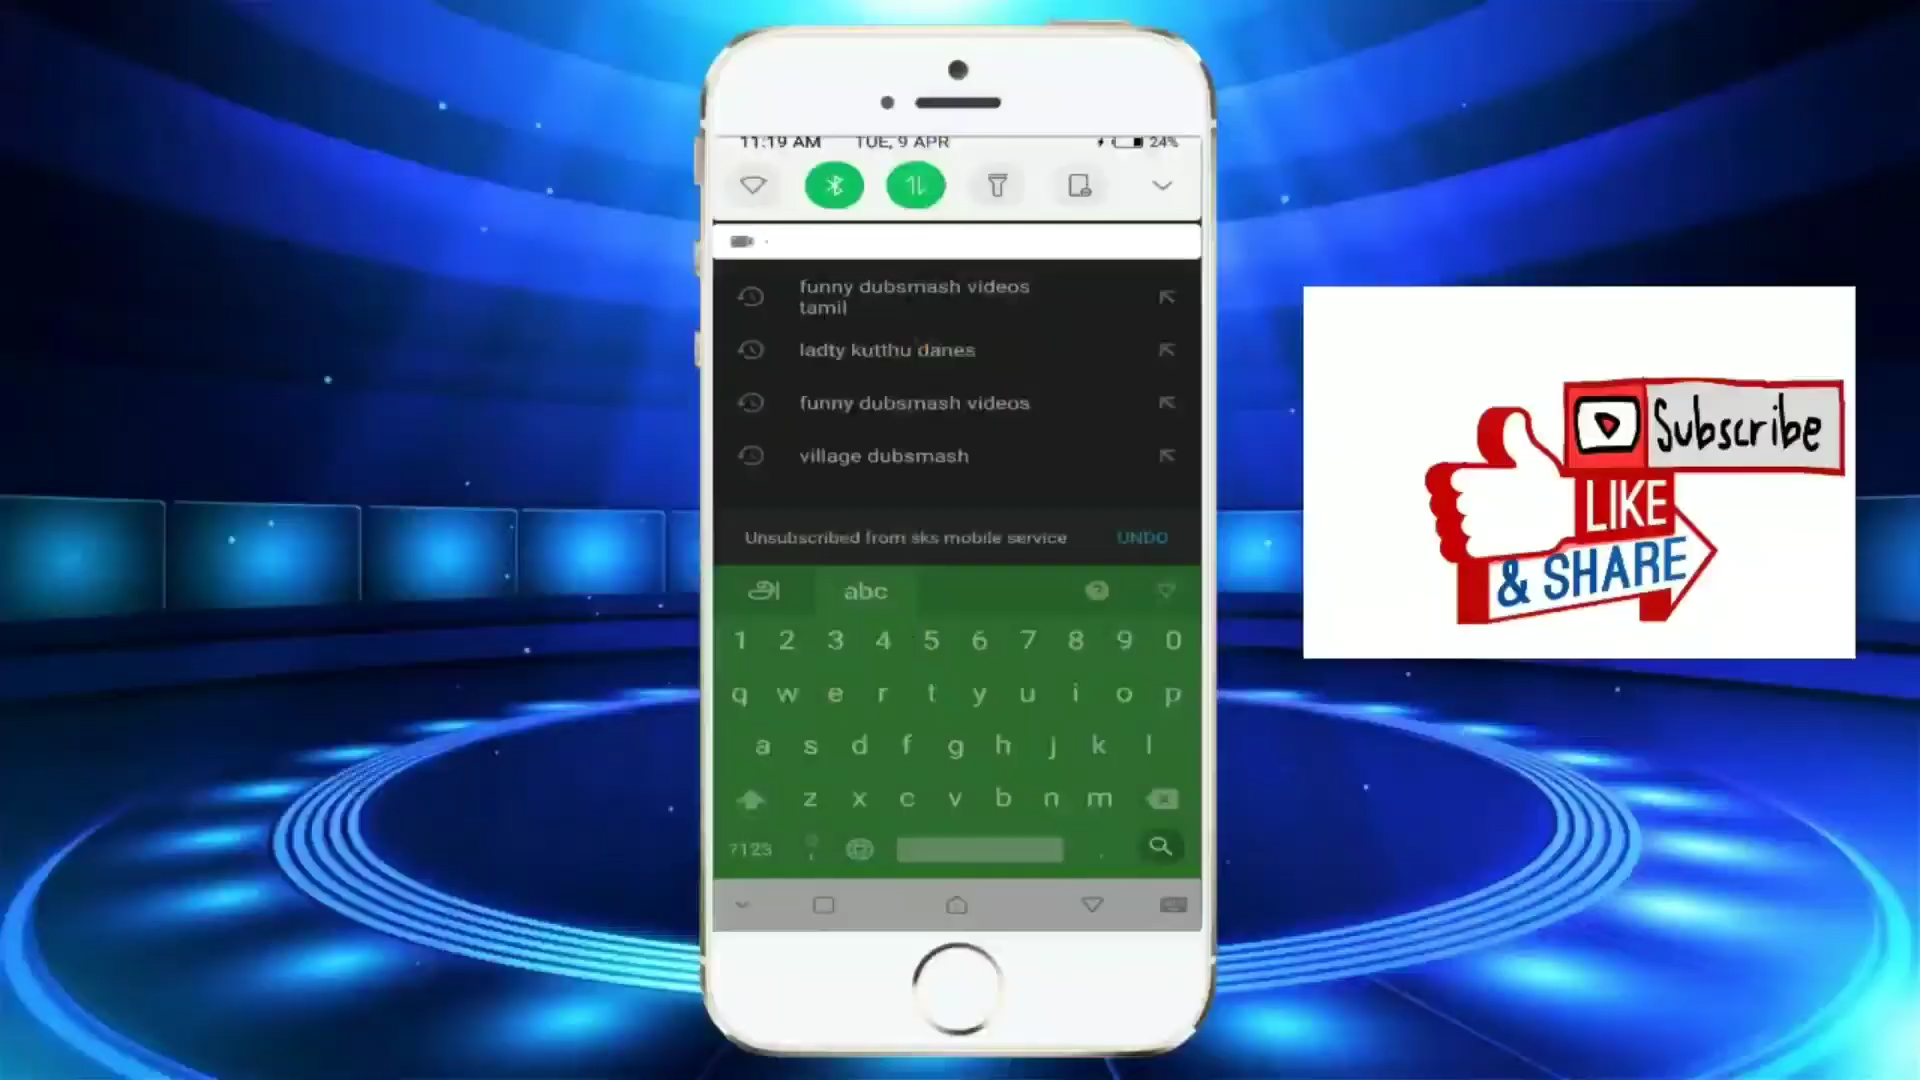 11:19 AM TUE, 9 APR 24%
funny dubsmash videos
tamil
ladty kutthu danes
funny dubsmash videos
village dubsmash
Unsubscribed from sks mobile service UNDO
அ abc
1 2 3 4 5 6 7 8 9 0
q w e r t y u i o p
a s d f g h j k l
z x c v b n m
?123 , .
Subscribe
LIKE
& SHARE